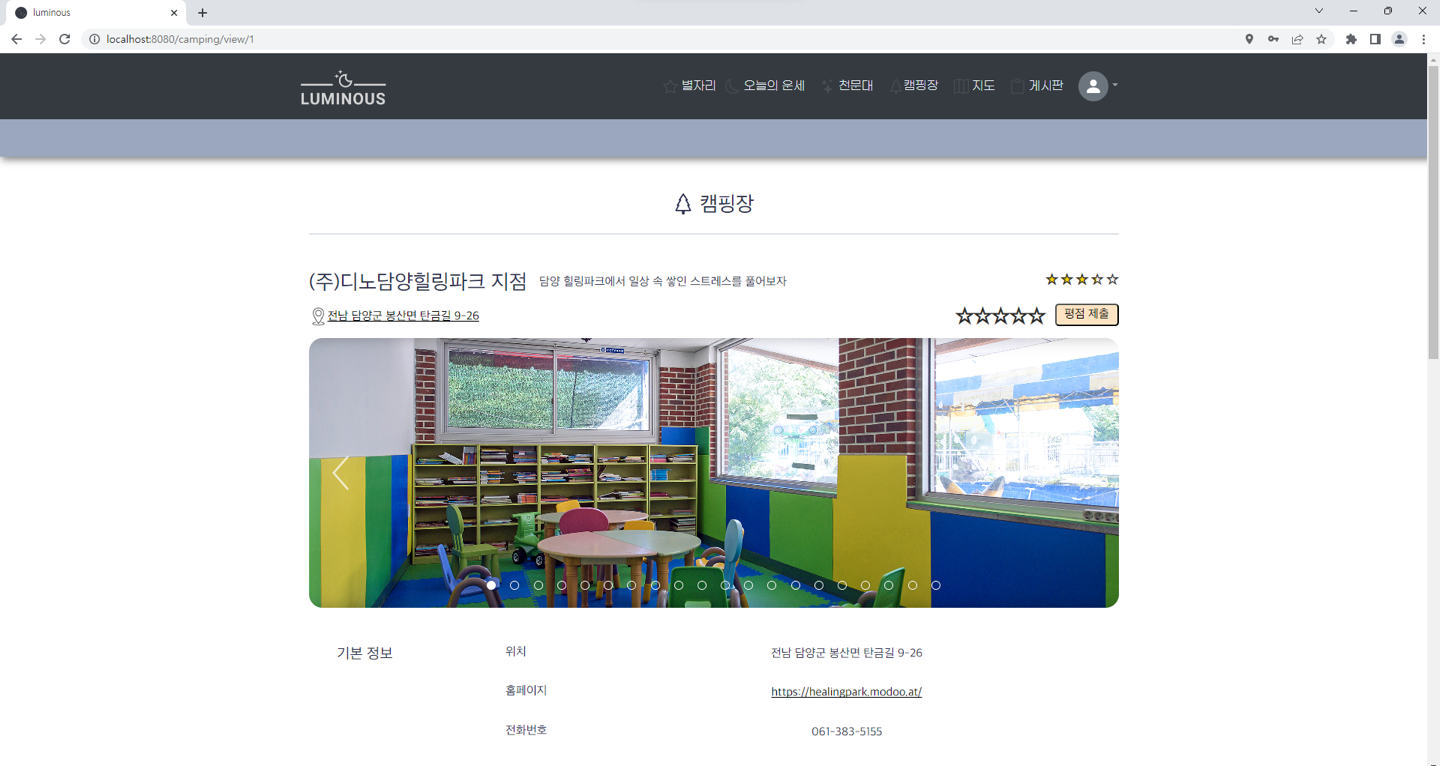 luminous
localhost:8080/camping/view/1
LUMINOUS
별자리 오늘의 운세 천문대 캠핑장 지도 게시판
캠핑장
(주)디노담양힐링파크 지점 담양 힐링파크에서 일상 속 쌓인 스트레스를 풀어보자
전남 담양군 봉산면 탄금길 9-26
평점 제출
기본 정보 위치 전남 담양군 봉산면 탄금길 9-26
홈페이지 https://healingpark.modoo.at/
전화번호 061-383-5155